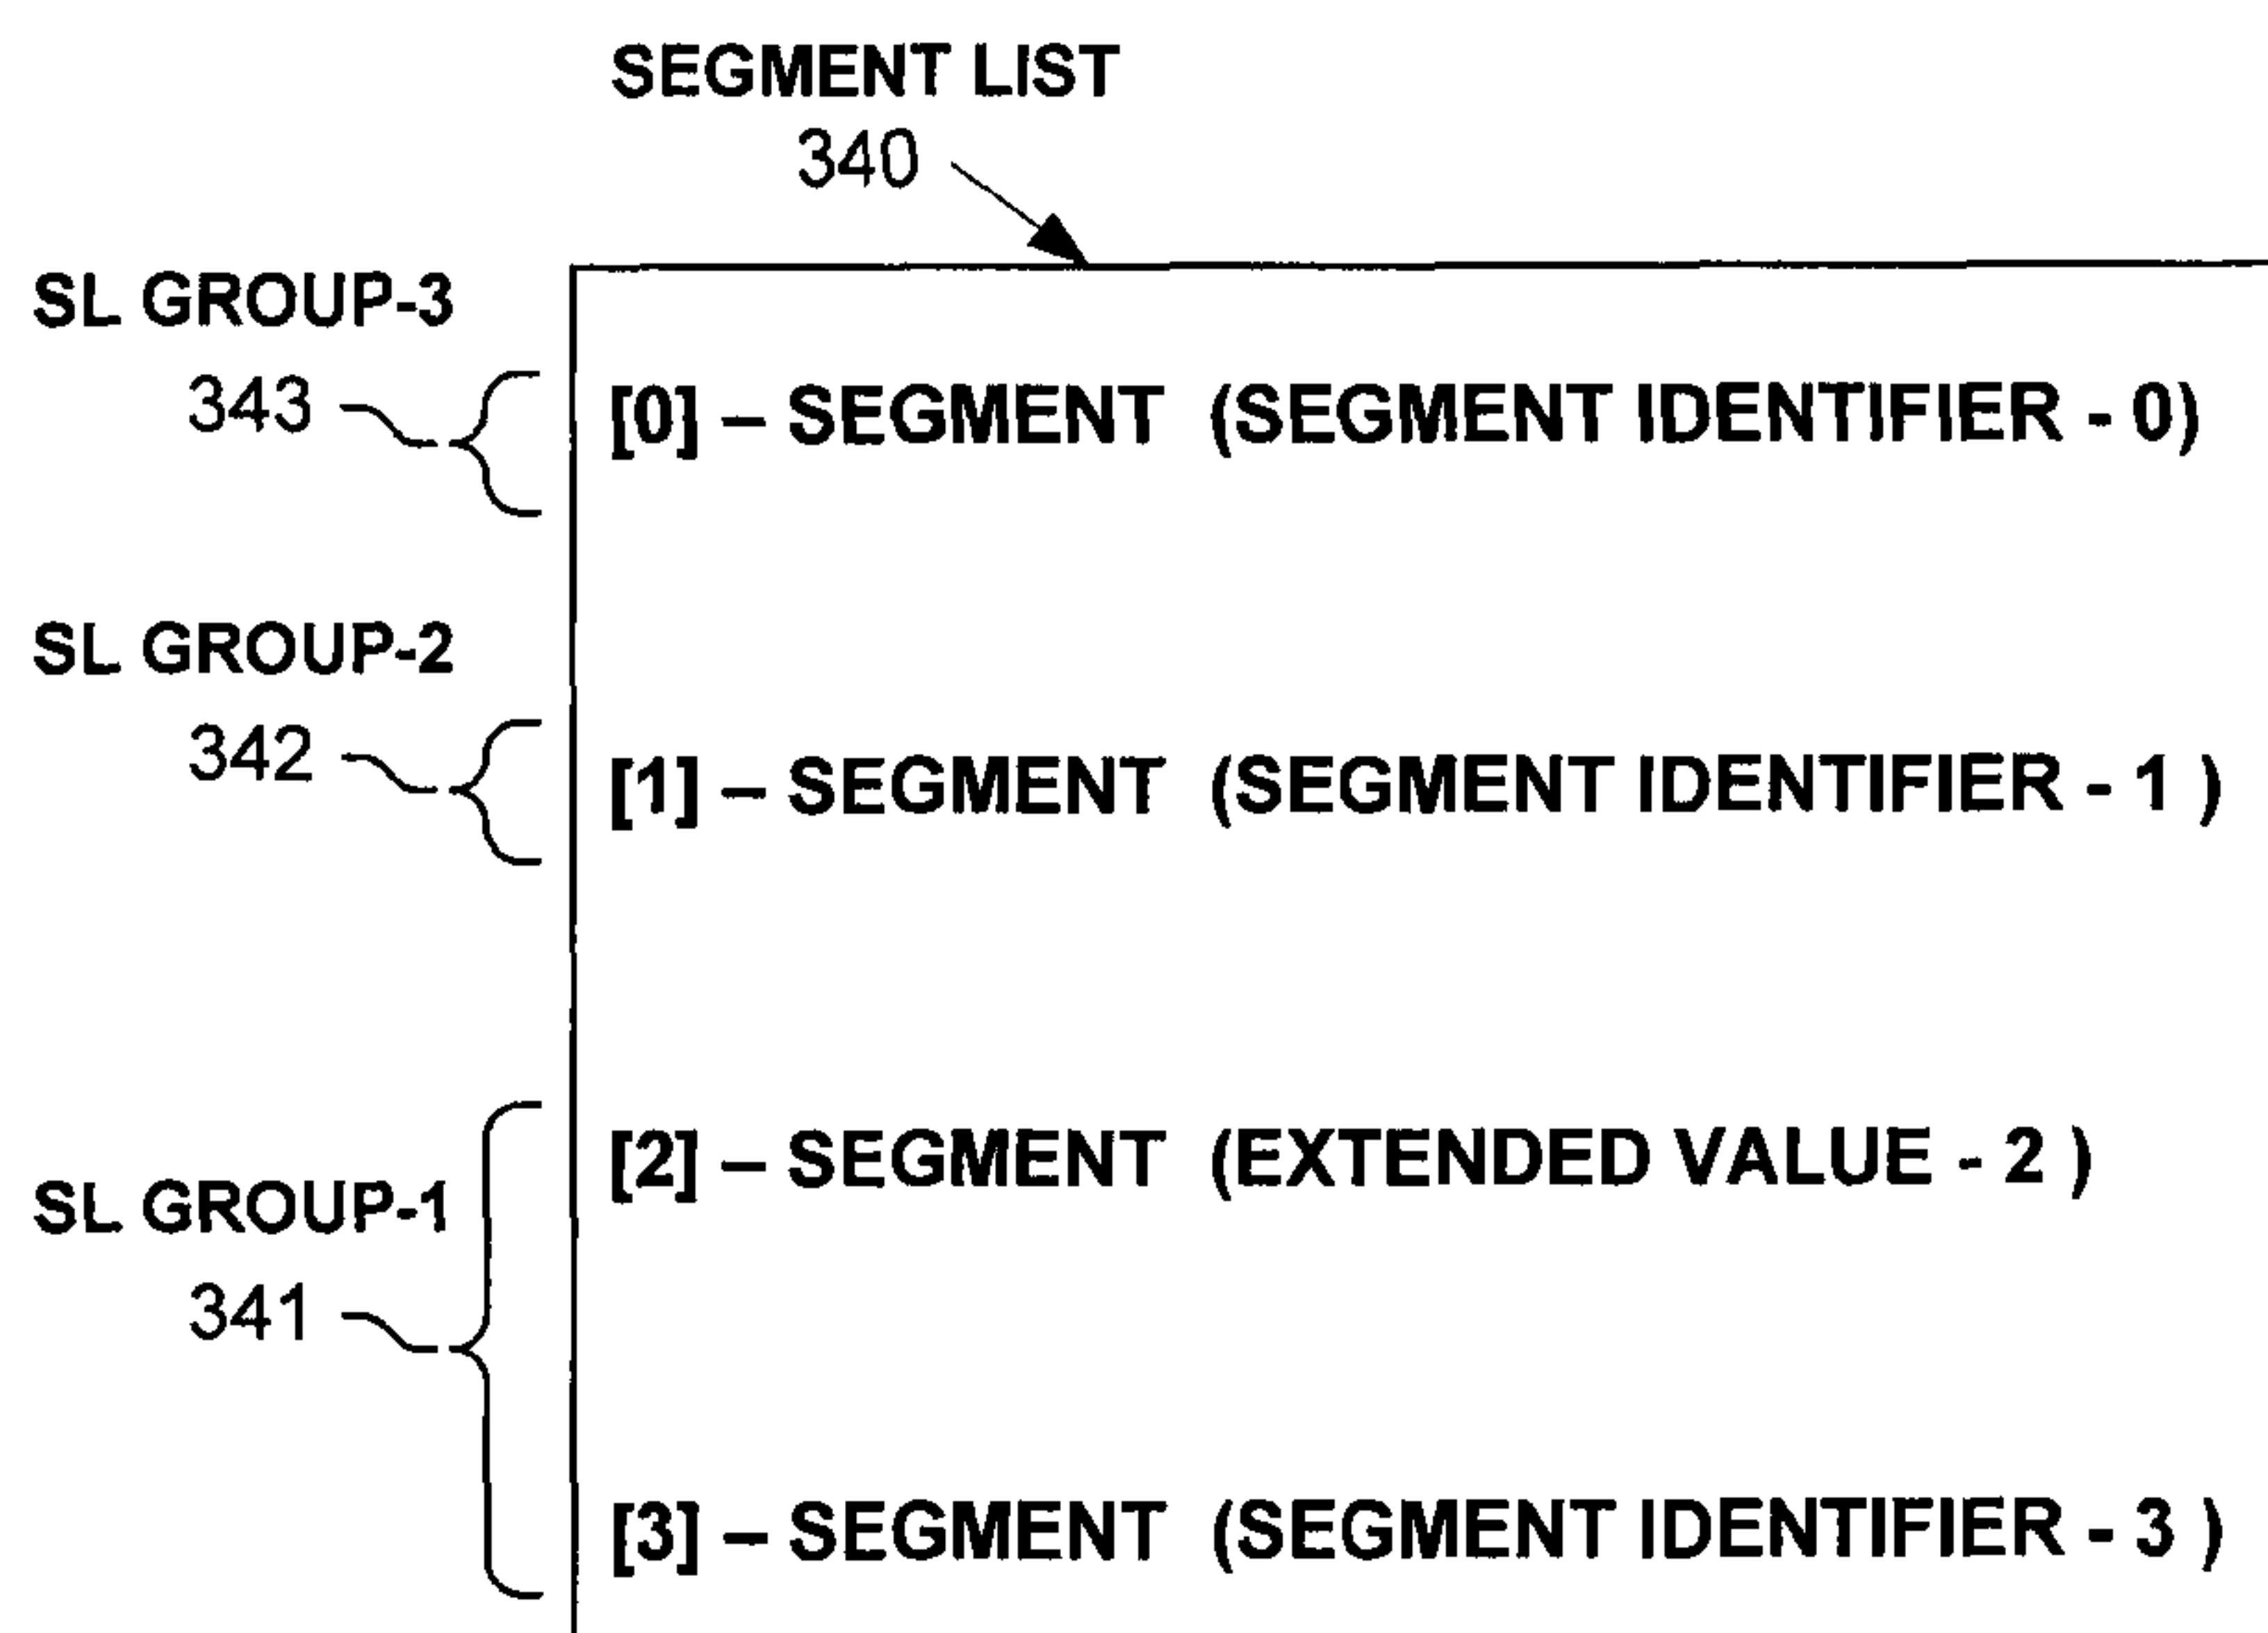 SEGMENT LIST
340
SL GROUP-3
343
[0] – SEGMENT (SEGMENT IDENTIFIER - 0)
SL GROUP-2
342
[1] – SEGMENT (SEGMENT IDENTIFIER - 1 )
[2] – SEGMENT (EXTENDED VALUE - 2 )
SL GROUP-1
341
[3] – SEGMENT (SEGMENT IDENTIFIER - 3 )